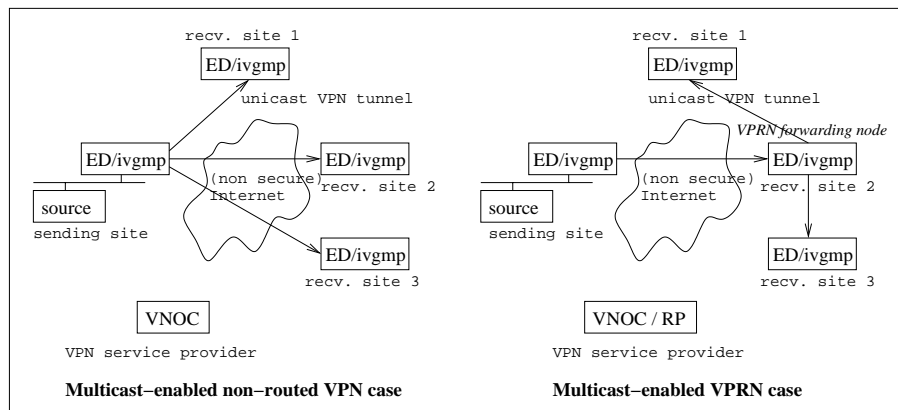 recv. site 1
ED/ivgmp
unicast VPN tunnel
ED/ivgmp
ED/ivgmp
(non secure)
Internet
recv. site 2
source
sending site
ED/ivgmp
recv. site 3
VNOC
VPN service provider
Multicast−enabled non−routed VPN case
recv. site 1
ED/ivgmp
unicast VPN tunnel
VPRN forwarding node
ED/ivgmp
ED/ivgmp
(non secure)
Internet
recv. site 2
source
sending site
ED/ivgmp
recv. site 3
VNOC / RP
VPN service provider
Multicast−enabled VPRN case